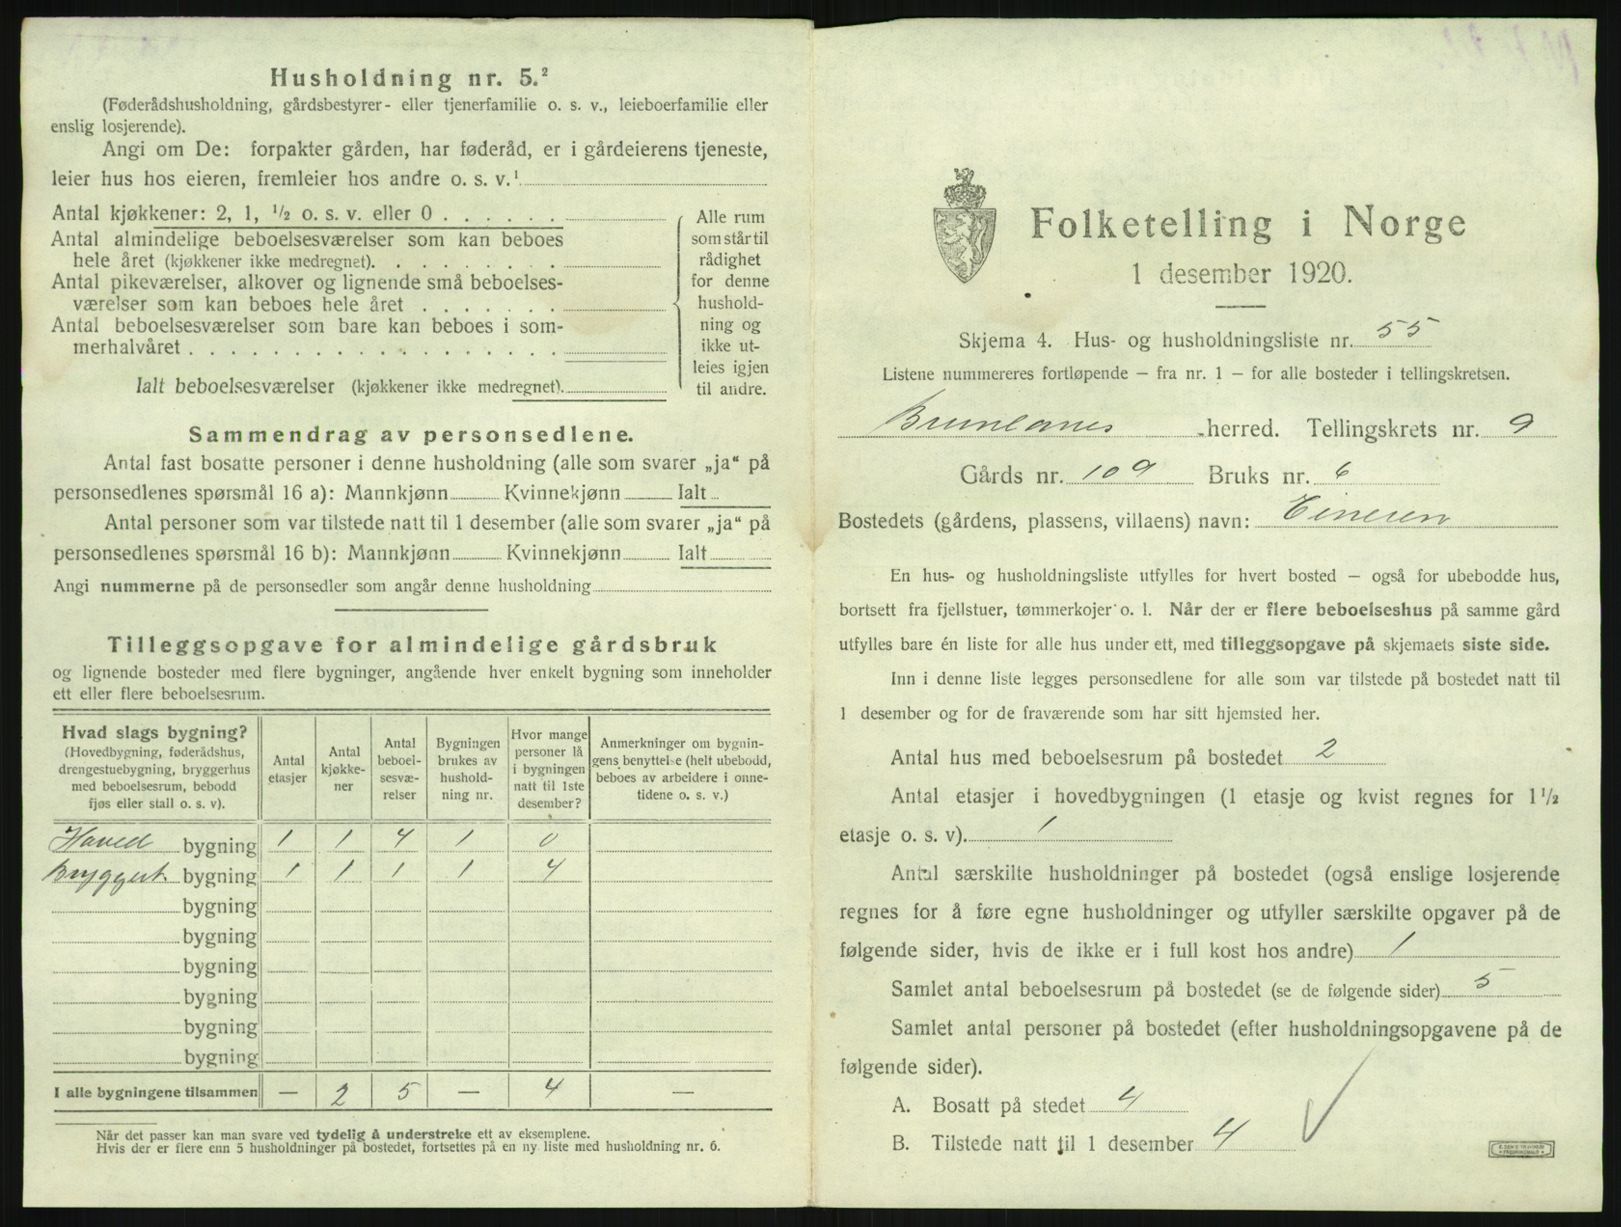 Husholdning nr. 5.²
(Føderådshusholdning, gårdsbestyrer- eller tjenerfamilie o. s. v., leieboerfamilie eller
enslig losjerende).
Angi om De: forpakter gården, har føderåd, er i gårdeierens tjeneste,
leier hus hos eieren, fremleier hos andre o. s. v.¹
Antal kjøkkener: 2, 1, ½ o. s. v. eller 0
Antal almindelige beboelsesværelser som kan beboes
hele året (kjøkkener ikke medregnet).
Antal pikeværelser, alkover og lignende små beboelses-
værelser som kan beboes hele året
Antal beboelsesværelser som bare kan beboes i som-
merhalvåret
Ialt beboelsesværelser (kjøkkener ikke medregnet).
Alle rum
som står til
rådighet
for denne
hushold-
ning og
ikke ut-
leies igjen
til andre.
Sammendrag av personsedlene.
Antal fast bosatte personer i denne husholdning (alle som svarer „ja" på
personsedlenes spørsmål 16 a): Mannkjønn Kvinnekjønn Ialt
Antal personer som var tilstede natt til 1 desember (alle som svarer „ja" på
personsedlenes spørsmål 16 b): Mannkjønn Kvinnekjønn Ialt
Angi nummerne på de personsedler som angår denne husholdning
Tilleggsopgave for almindelige gårdsbruk
og lignende bosteder med flere bygninger, angående hver enkelt bygning som inneholder
ett eller flere beboelsesrum.
Hvad slags bygning?
(Hovedbygning, føderådshus,
drengestuebygning, bryggerhus
med beboelsesrum, bebodd
fjøs eller stall o. s. v).
Antal
etasjer
Antal
kjøkke-
ner
Antal
beboel-
sesvæ-
relser
Bygningen
brukes av
hushold-
ning nr.
Hvor mange
personer lå
i bygningen
natt til 1ste
desember?
Anmerkninger om bygnin-
gens benyttelse (helt ubebodd,
beboes av arbeidere i onne-
tidene o. s. v.)
Hoved bygning 1 1 4 1 0
Bryggerh. bygning 1 1 1 1 4
bygning
bygning
bygning
bygning
bygning
bygning
I alle bygningene tilsammen — 2 5 — 4 —
Når det passer kan man svare ved tydelig å understreke ett av eksemplene.
Hvis der er flere enn 5 husholdninger på bostedet, fortsettes på en ny liste med husholdning nr. 6.
Folketelling i Norge
1 desember 1920.
Skjema 4. Hus- og husholdningsliste nr. 55
Listene nummereres fortløpende — fra nr. 1 — for alle bosteder i tellingskretsen.
Brunlanes herred. Tellingskrets nr. 9
Gårds nr. 109 Bruks nr. 6
Bostedets (gårdens, plassens, villaens) navn: Eineren
En hus- og husholdningsliste utfylles for hvert bosted — også for ubebodde hus,
bortsett fra fjellstuer, tømmerkojer o. l. Når der er flere beboelseshus på samme gård
utfylles bare én liste for alle hus under ett, med tilleggsopgave på skjemaets siste side.
Inn i denne liste legges personsedlene for alle som var tilstede på bostedet natt til
1 desember og for de fraværende som har sitt hjemsted her.
Antal hus med beboelsesrum på bostedet 2
Antal etasjer i hovedbygningen (1 etasje og kvist regnes for 1½
etasje o. s. v). 1
Antal særskilte husholdninger på bostedet (også enslige losjerende
regnes for å føre egne husholdninger og utfyller særskilte opgaver på de
følgende sider, hvis de ikke er i full kost hos andre) 1
Samlet antal beboelsesrum på bostedet (se de følgende sider) 5
Samlet antal personer på bostedet (efter husholdningsopgavene på de
følgende sider).
A. Bosatt på stedet 4
B. Tilstede natt til 1 desember 4